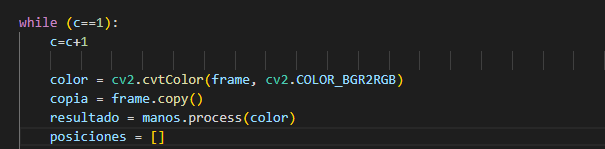 while (c==1):
    c=c+1
    color = cv2.cvtColor(frame, cv2.COLOR_BGR2RGB)
    copia = frame.copy()
    resultado = manos.process(color)
    posiciones = []